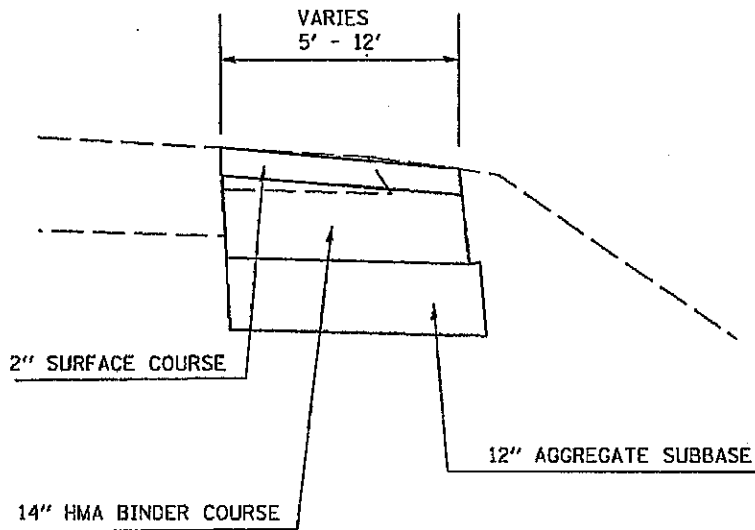 VARIES
5' - 12'
2" SURFACE COURSE
12" AGGREGATE SUBBASE
14" HMA BINDER COURSE